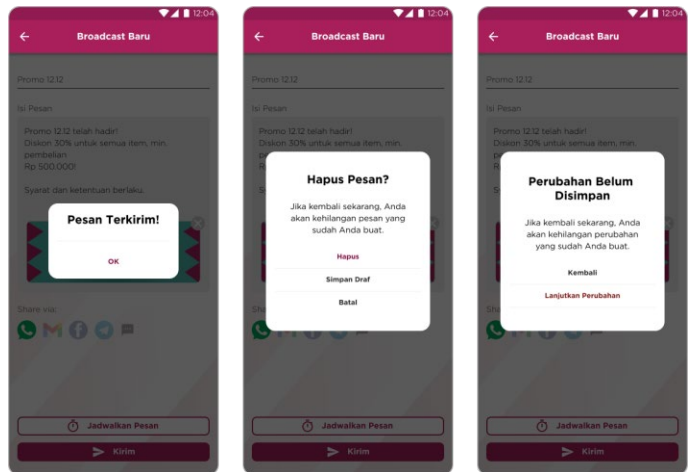 12:04
Broadcast Baru
Promo 12.12
Isi Pesan
Promo 12.12 telah hadir!
Diskon 30% untuk semua item, min.
pembelian
Rp 500.000!
Syarat dan ketentuan berlaku.
Pesan Terkirim!
OK
Share via:
Jadwalkan Pesan
Kirim
12:04
Broadcast Baru
Promo 12.12
Isi Pesan
Promo 12.12 telah hadir!
Diskon 30% untuk semua item, min.
Hapus Pesan?
Jika kembali sekarang, Anda
akan kehilangan pesan yang
sudah Anda buat.
Hapus
Simpan Draf
Batal
Jadwalkan Pesan
Kirim
12:04
Broadcast Baru
Promo 12.12
Isi Pesan
Promo 12.12 telah hadir!
Diskon 30% untuk semua item, min.
Perubahan Belum
Disimpan
Jika kembali sekarang, Anda
akan kehilangan perubahan
yang sudah Anda buat.
Kembali
Lanjutkan Perubahan
Jadwalkan Pesan
Kirim